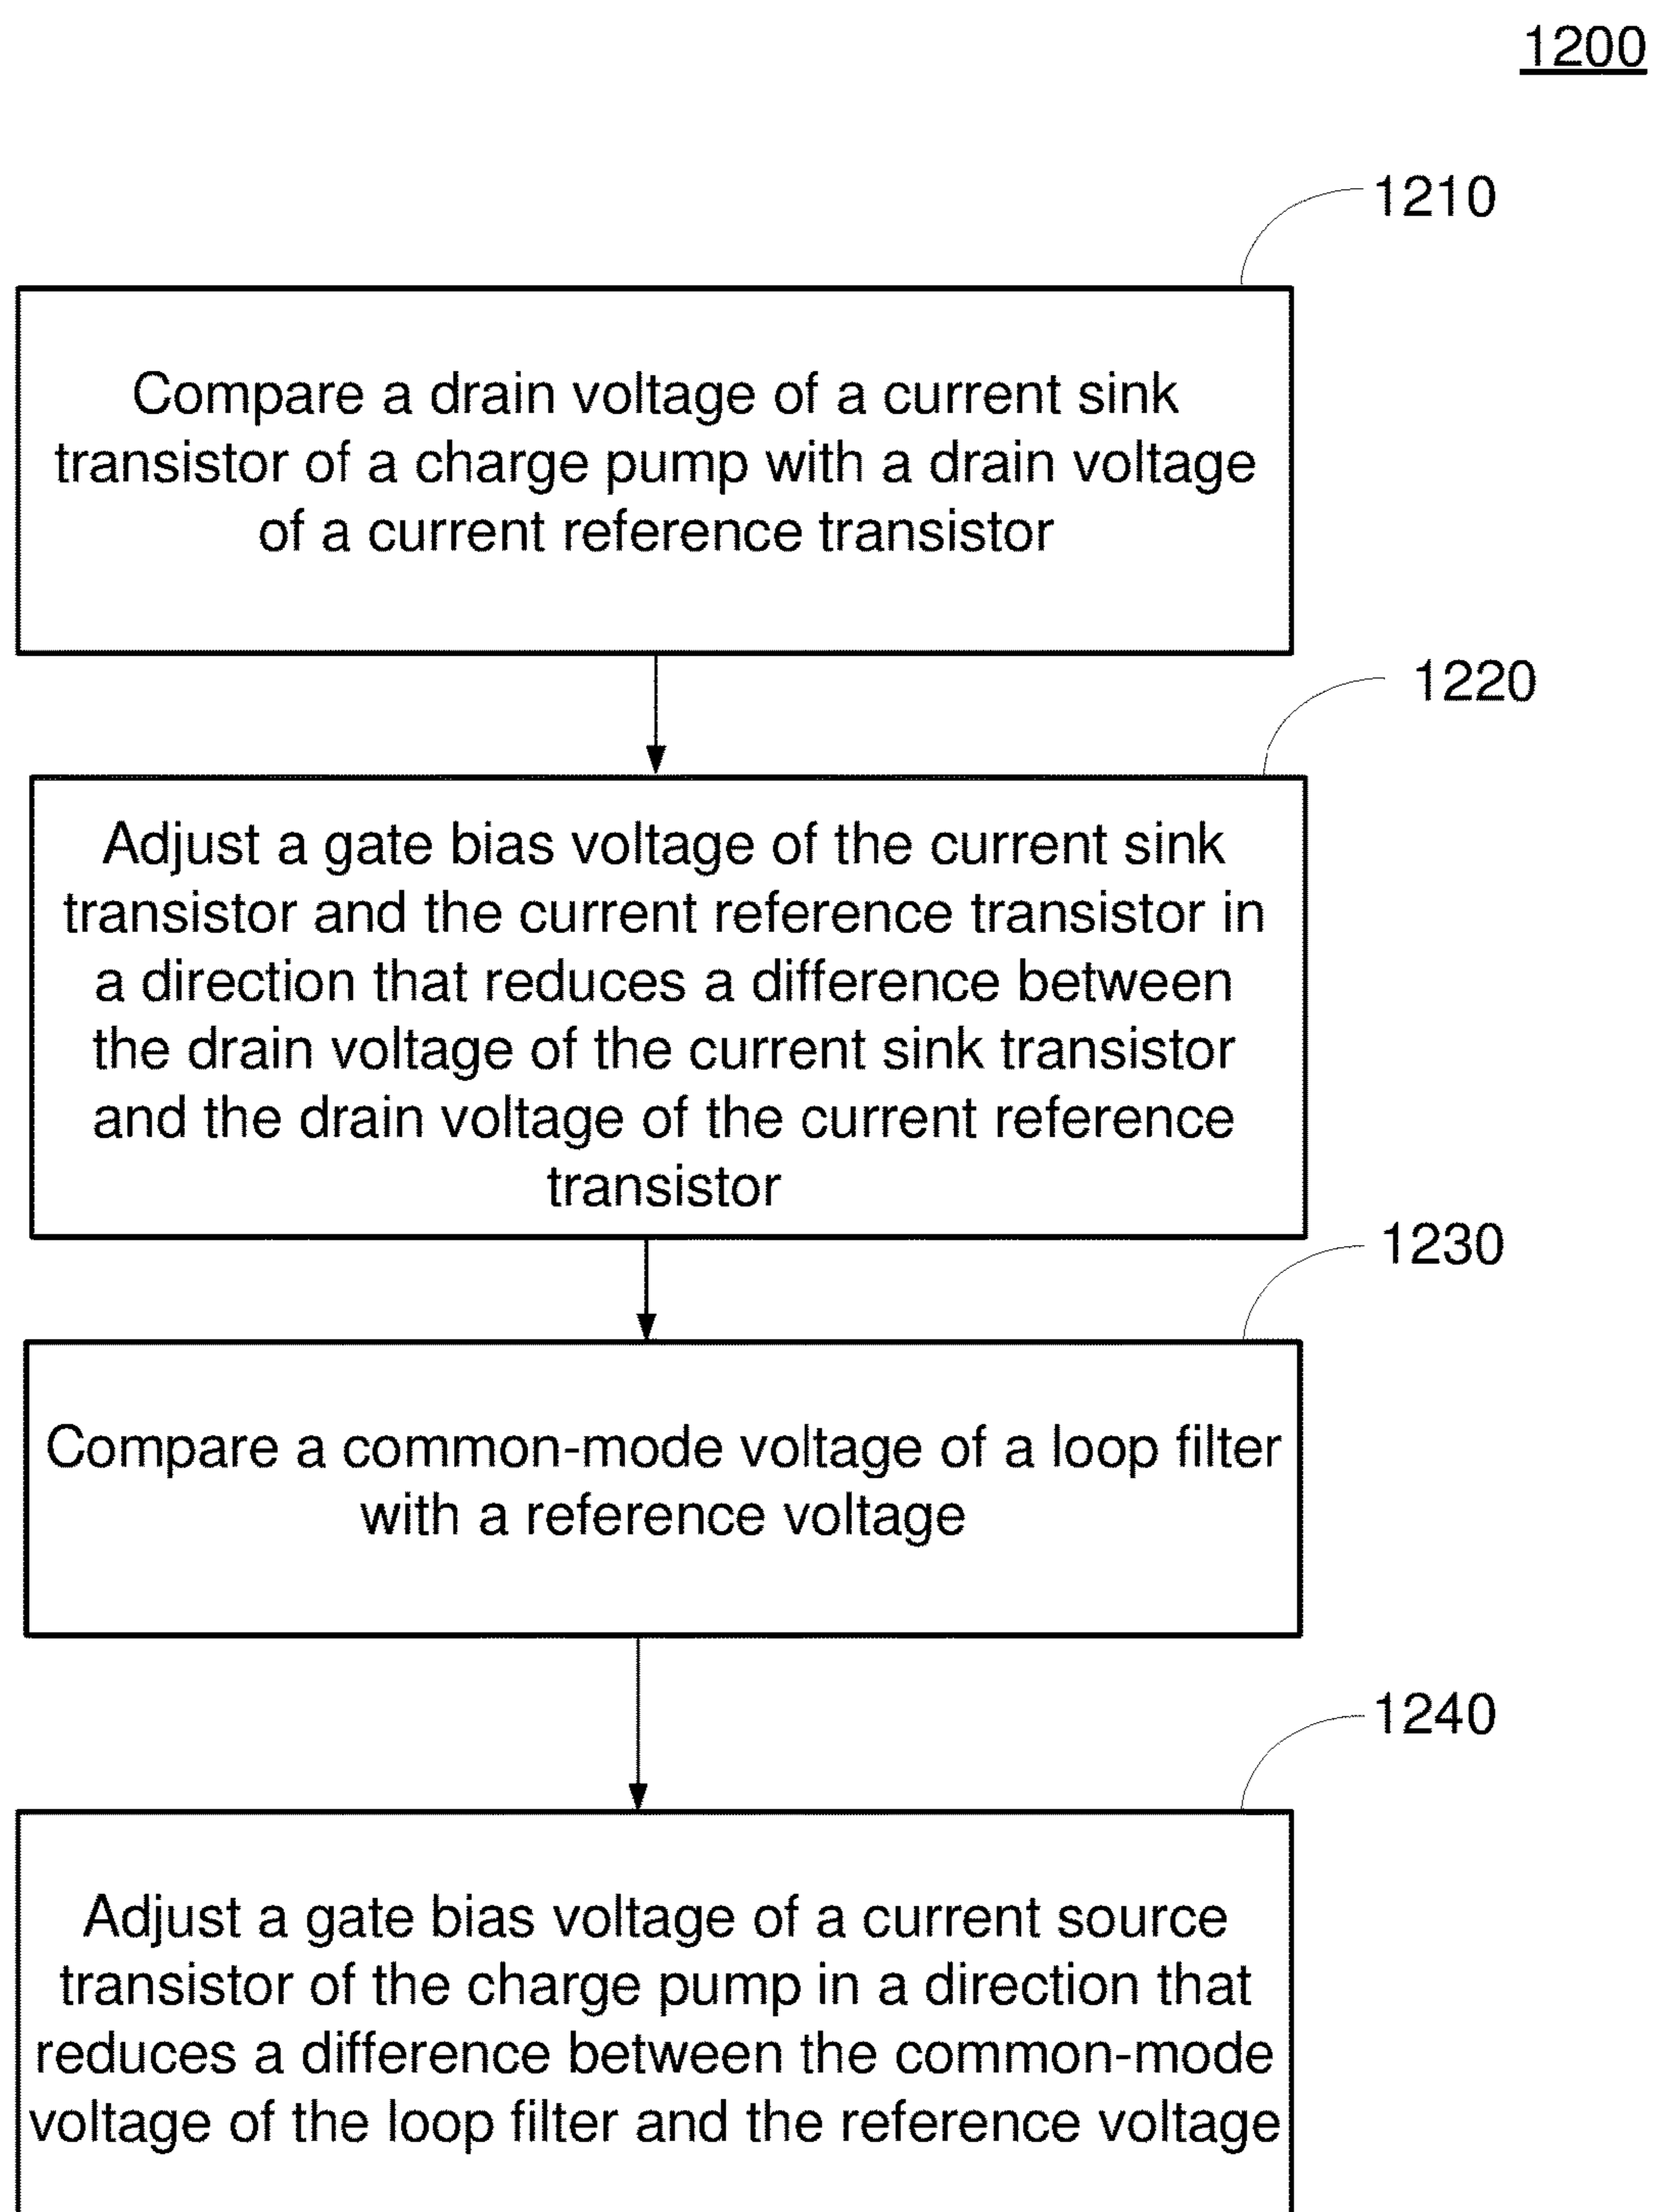 1200
1210
Compare a drain voltage of a current sink
transistor of a charge pump with a drain voltage
of a current reference transistor
1220
Adjust a gate bias voltage of the current sink
transistor and the current reference transistor in
a direction that reduces a difference between
the drain voltage of the current sink transistor
and the drain voltage of the current reference
transistor
1230
Compare a common-mode voltage of a loop filter
with a reference voltage
1240
Adjust a gate bias voltage of a current source
transistor of the charge pump in a direction that
reduces a difference between the common-mode
voltage of the loop filter and the reference voltage